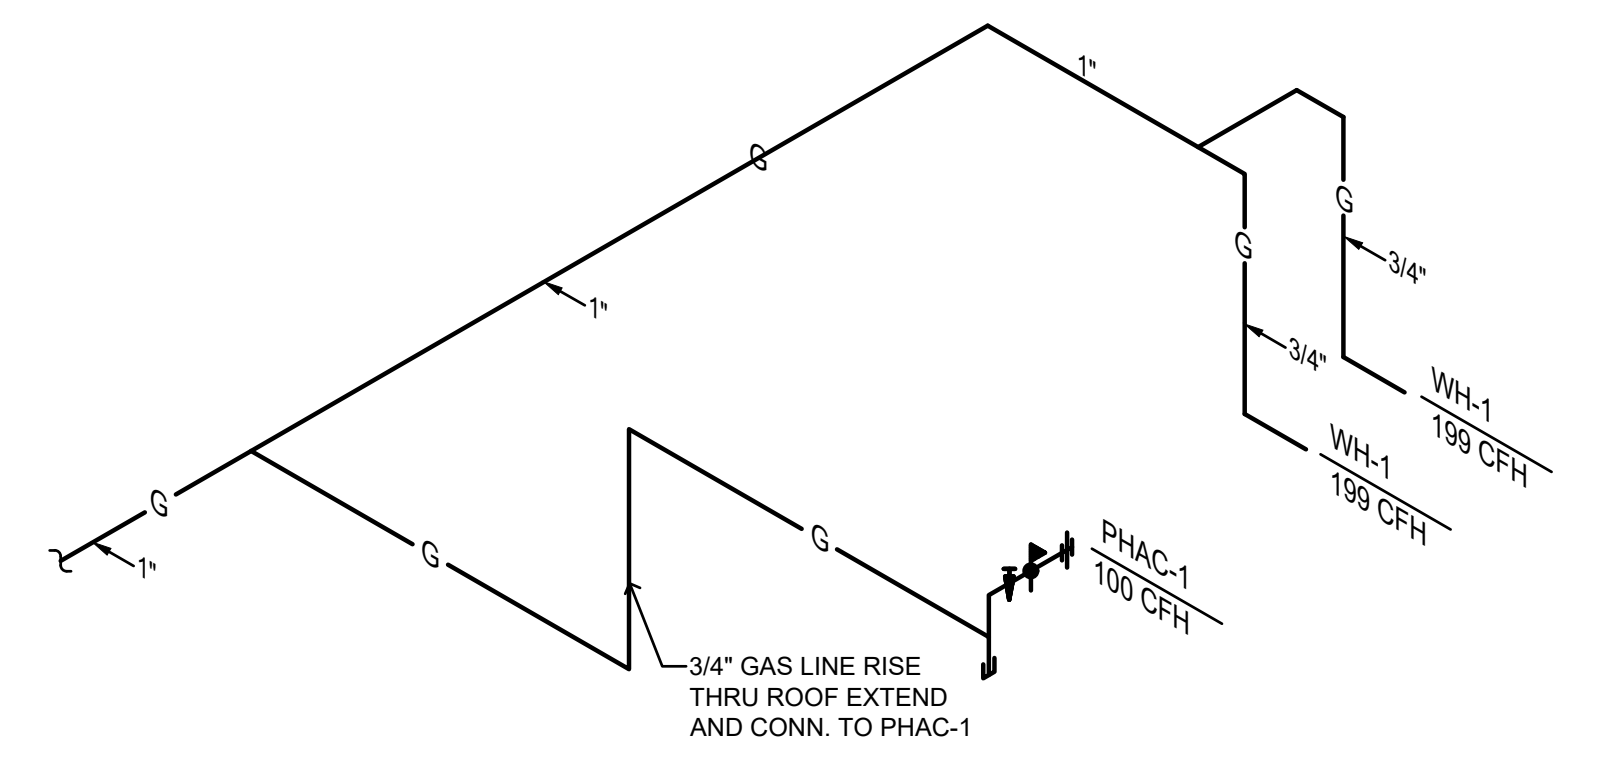 1"
G
G
3/4"
1"
G
3/4"
WH-1
199 CFH
WH-1
199 CFH
G
1"
G
G
PHAC-1
100 CFH
3/4" GAS LINE RISE
THRU ROOF EXTEND
AND CONN. TO PHAC-1